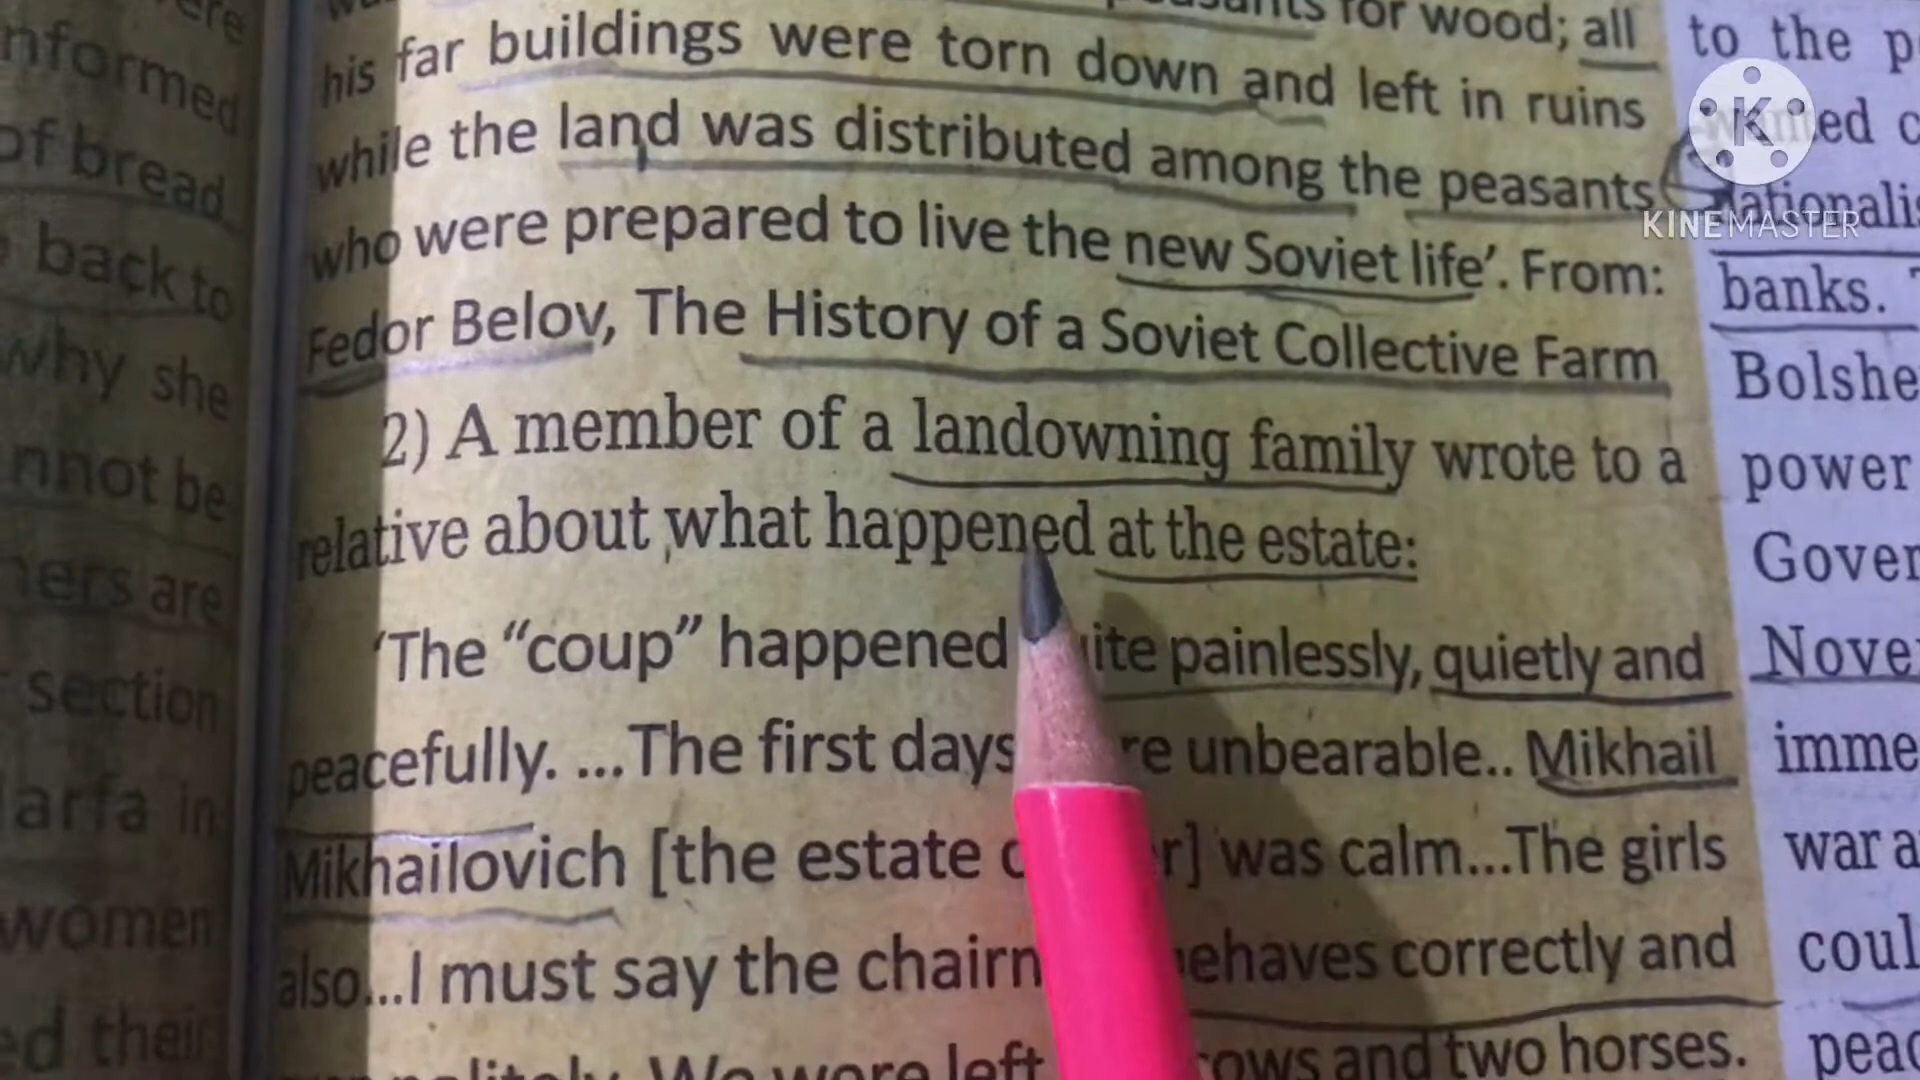 nformed
of bread
back to
why she
nnot be
ners are
section
arfa in
women
ed their
for wood; all
his far buildings were torn down and left in ruins
while the land was distributed among the peasants
who were prepared to live the new Soviet life'. From:
Fedor Belov, The History of a Soviet Collective Farm
2) A member of a landowning family wrote to a
relative about what happened at the estate:
'The “coup” happened ite painlessly, quietly and
peacefully. ...The first days re unbearable.. Mikhail
Mikhailovich [the estate r] was calm...The girls
also...I must say the chairn ehaves correctly and
politely. We were left ows and two horses.
to the p
ed c
nationalis
banks.
Bolshe
power
Gover
Nove
imme
war a
coul
peac
K
KINEMASTER